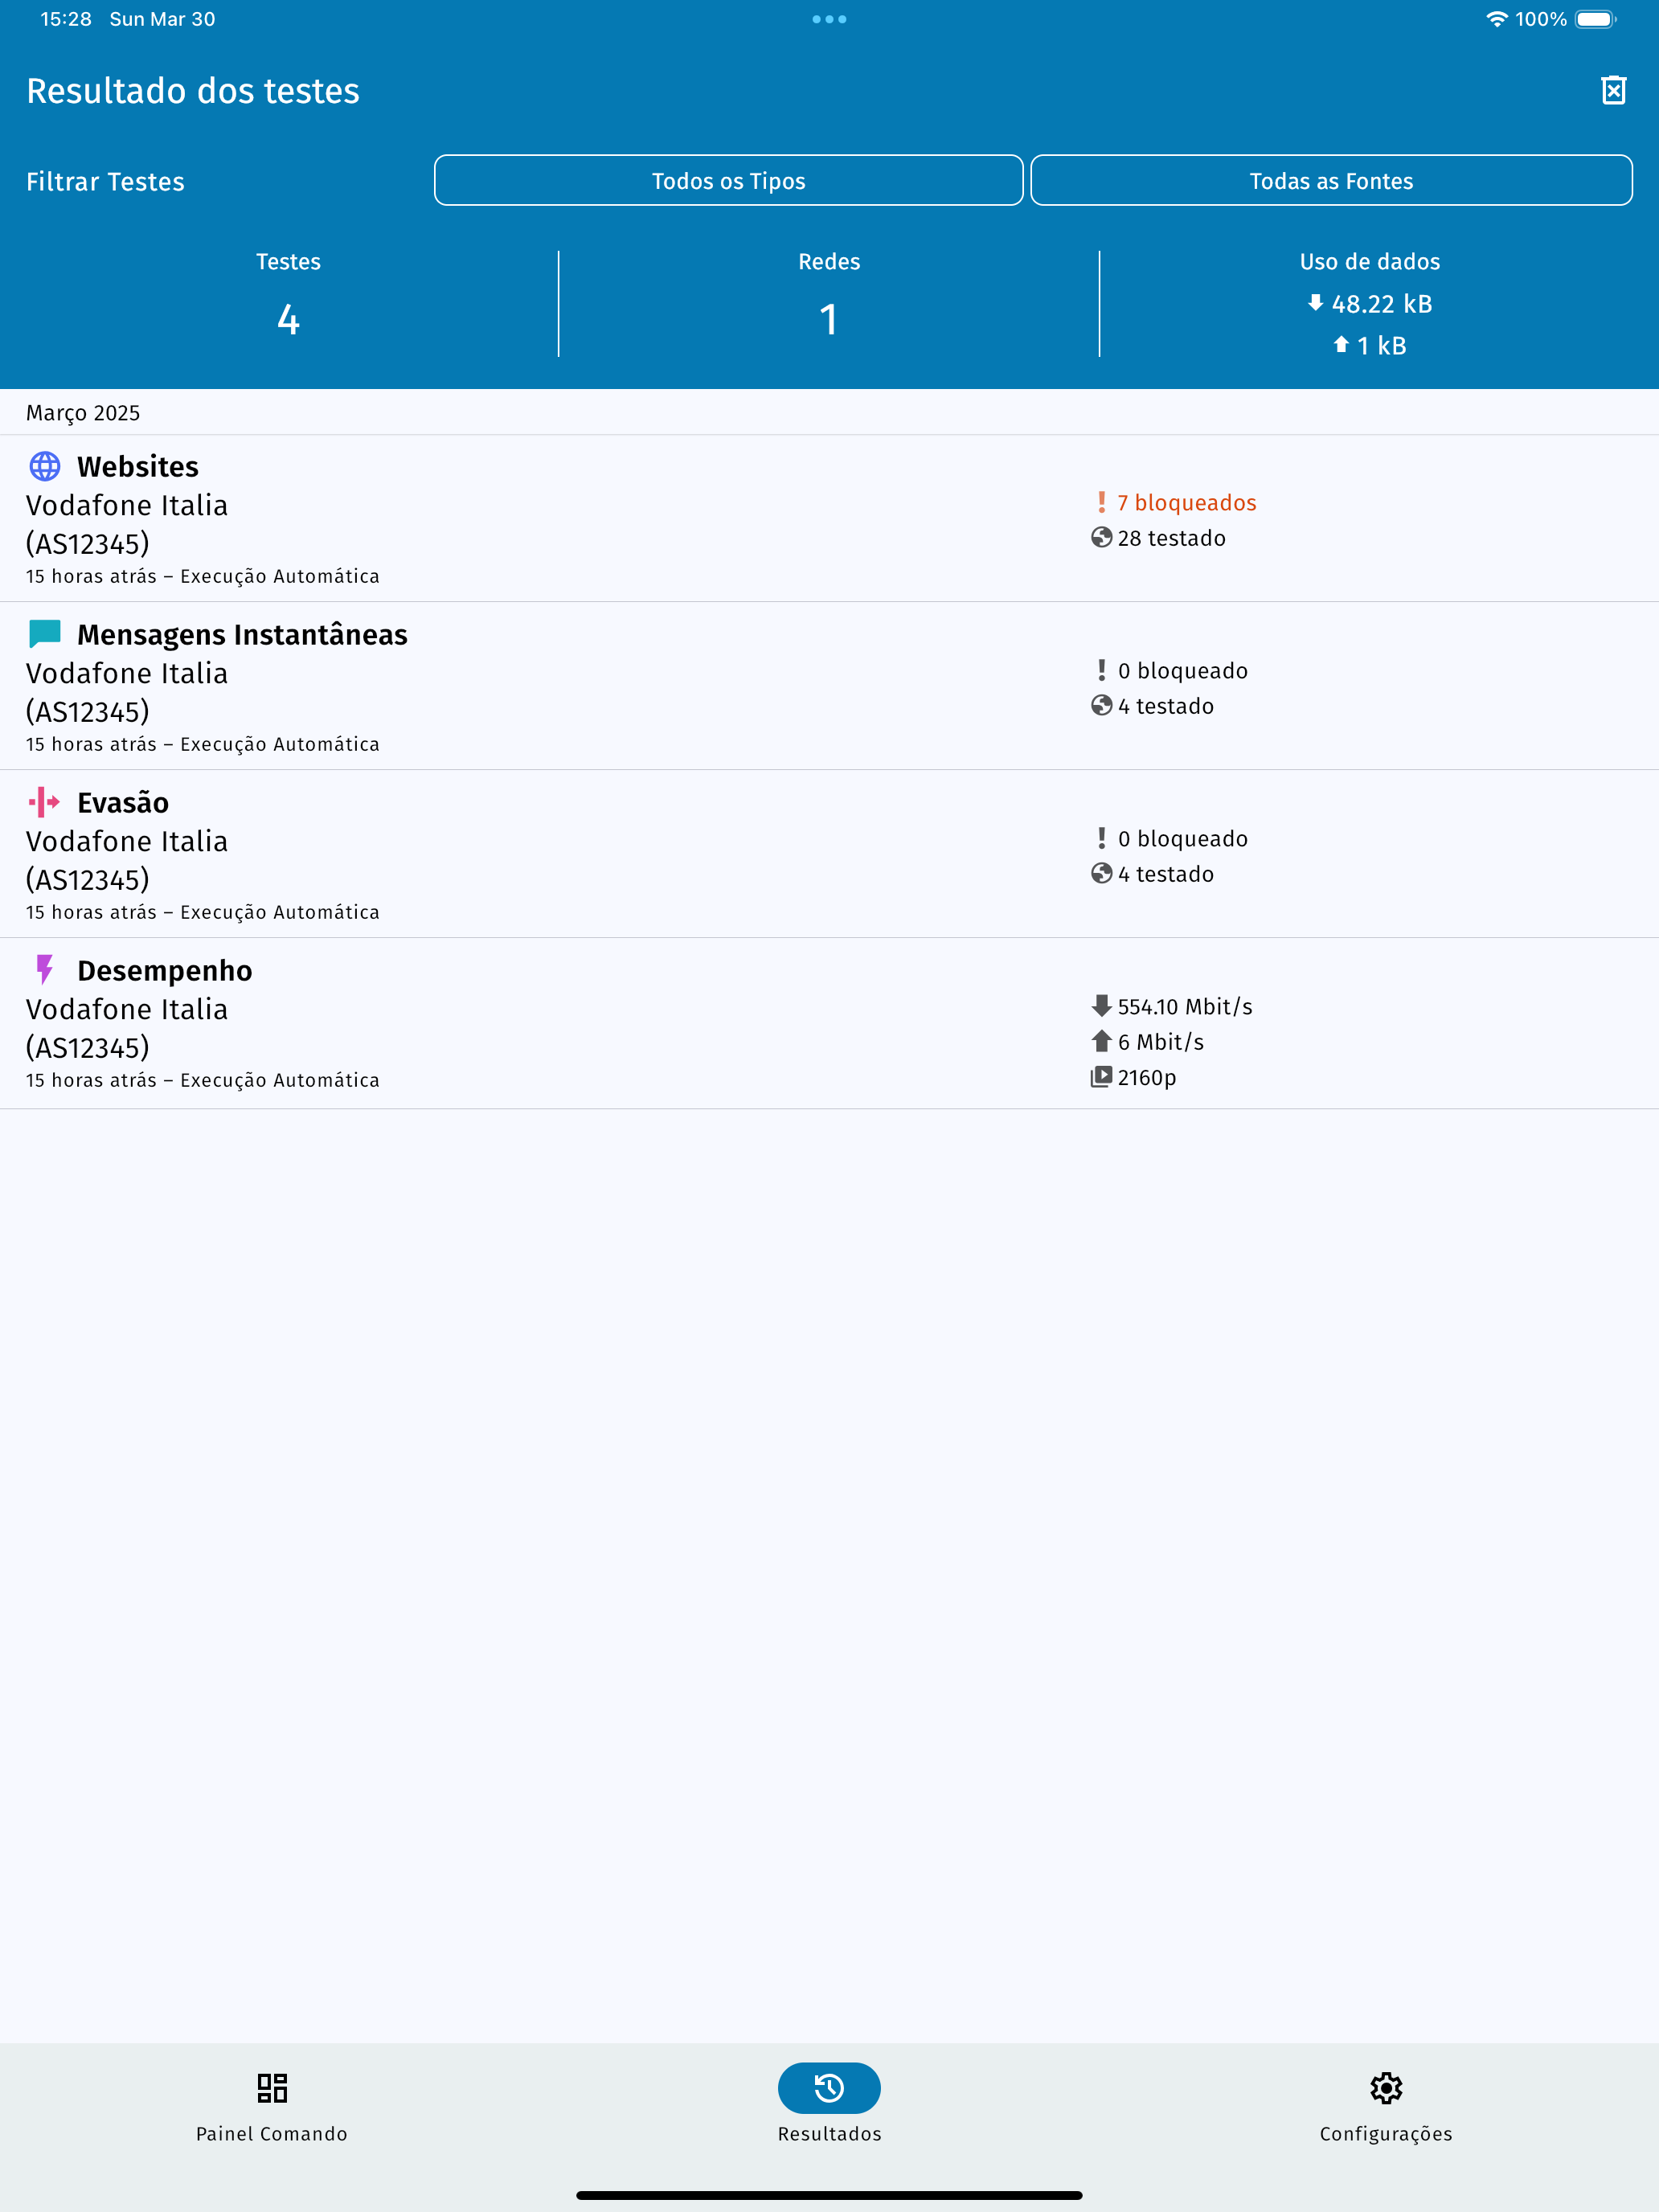 15:28 Sun Mar 30
100%
Resultado dos testes
Filtrar Testes
Todos os Tipos
Todas as Fontes
Testes
4
Redes
1
Uso de dados
48.22 kB
1 kB
Março 2025
Websites
Vodafone Italia
(AS12345)
15 horas atrás – Execução Automática
7 bloqueados
28 testado
Mensagens Instantâneas
Vodafone Italia
(AS12345)
15 horas atrás – Execução Automática
0 bloqueado
4 testado
Evasão
Vodafone Italia
(AS12345)
15 horas atrás – Execução Automática
0 bloqueado
4 testado
Desempenho
Vodafone Italia
(AS12345)
15 horas atrás – Execução Automática
554.10 Mbit/s
6 Mbit/s
2160p
Painel Comando
Resultados
Configurações